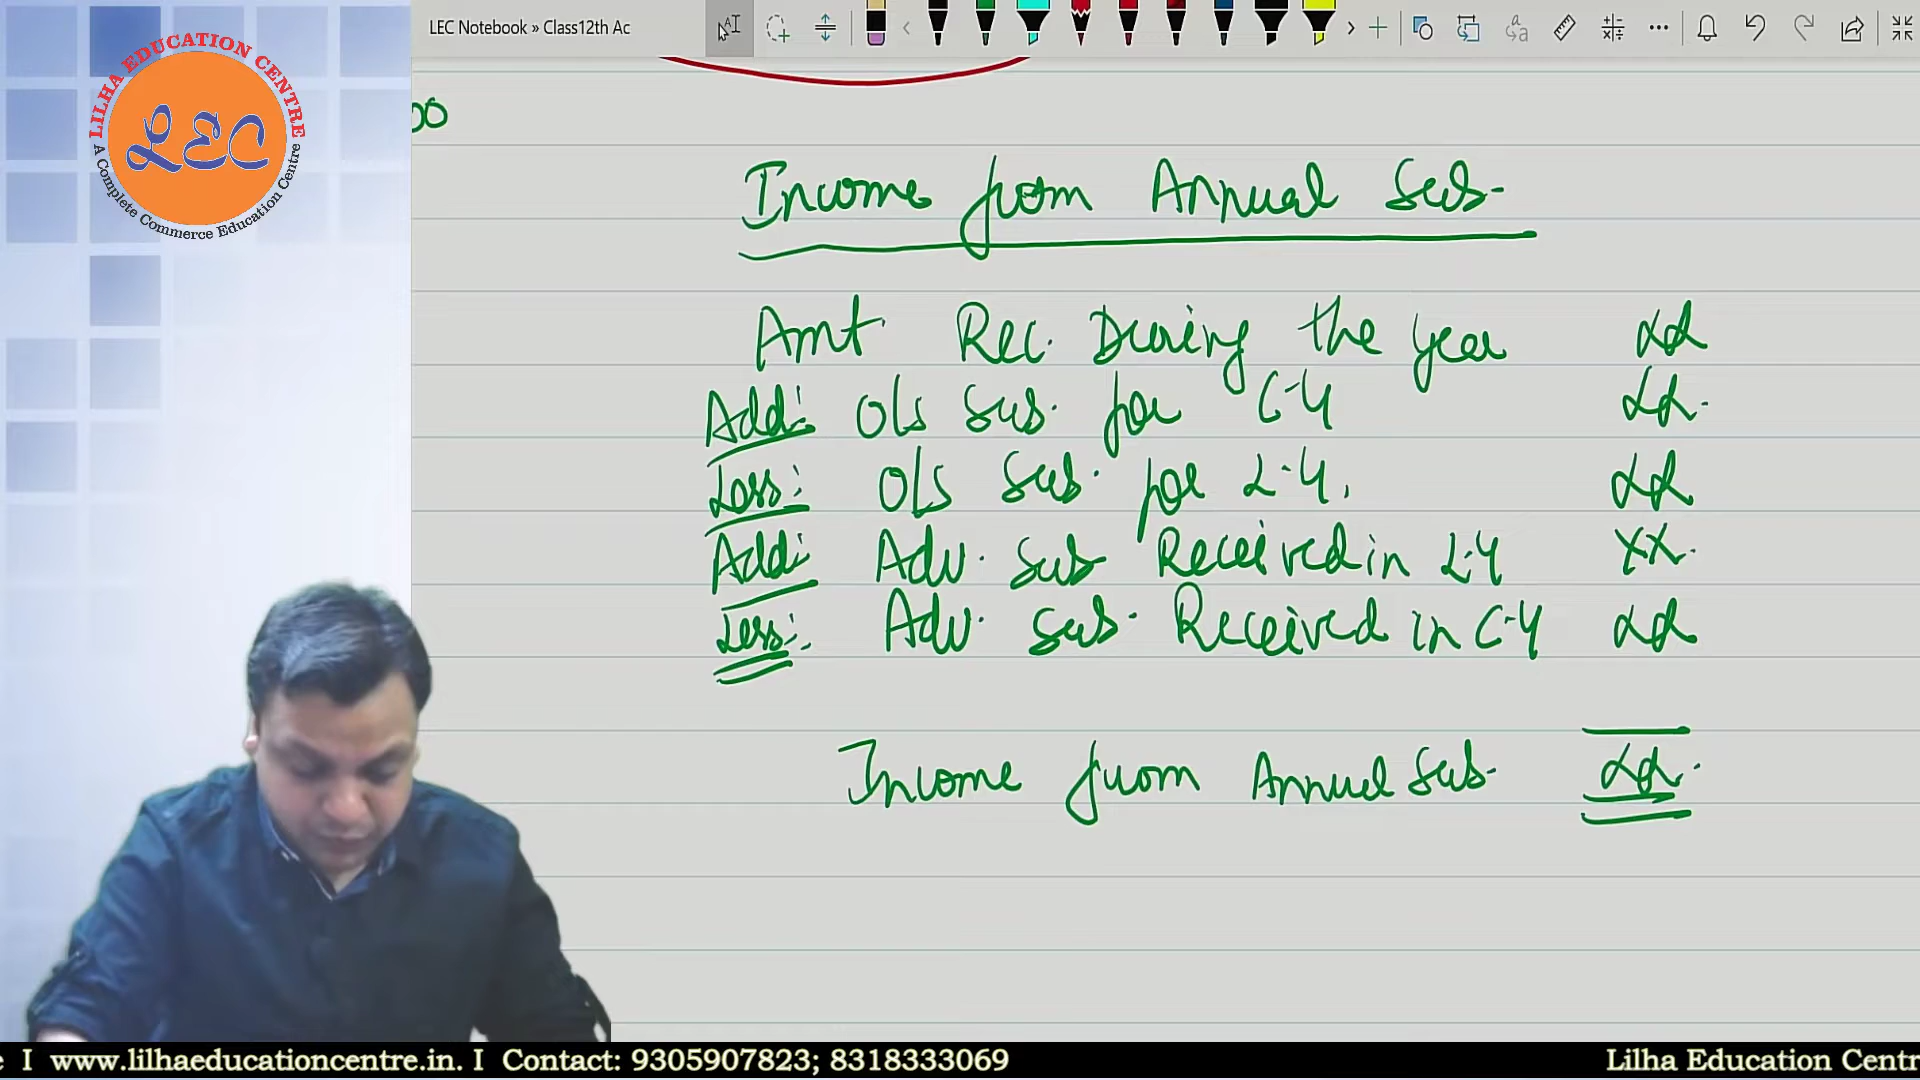 LEC Notebook » Class12th Ac
LILHA EDUCATION CENTRE
LEC
A Complete Commerce Education Centre
00
Income from Annual Sub.
Amt. Rec. During the year xx
Add: O/s Sub. for C.Y xx.
Less: O/s Sub. for L.Y. xx
Add: Adv. Sub Received in L.Y xx.
Less: Adv. Sub. Received in C.Y xx
Income from Annual Sub. xx.
e I www.lilhaeducationcentre.in. I Contact: 9305907823; 8318333069 Lilha Education Centr